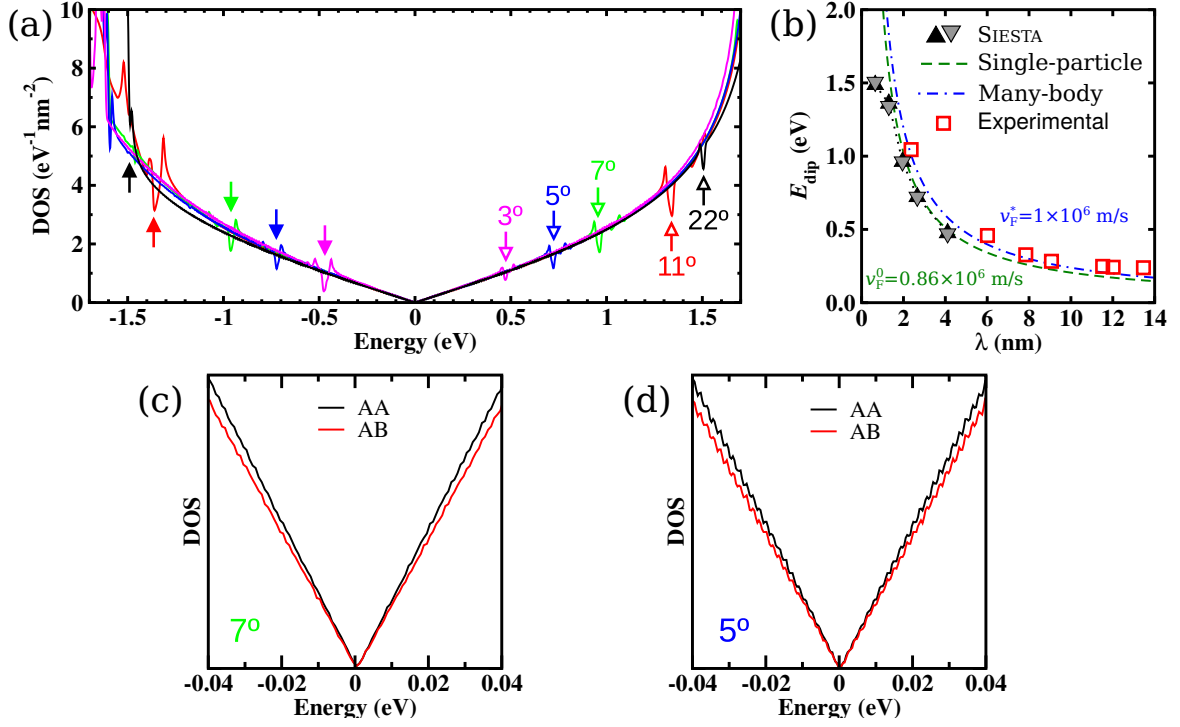 (a)
DOS (eV⁻¹nm⁻²)
10
8
6
4
2
0
3º
5º
7º
11º
22º
-1.5
-1
-0.5
0
0.5
1
1.5
Energy (eV)
(b)
E_dip (eV)
2.0
1.5
1.0
0.5
0.0
SIESTA
Single-particle
Many-body
Experimental
v_F^*=1×10⁶ m/s
v_F^0=0.86×10⁶ m/s
0
2
4
6
8
10
12
14
λ (nm)
(c)
AA
AB
DOS
7º
-0.04
-0.02
0
0.02
0.04
Energy (eV)
(d)
AA
AB
DOS
5º
-0.04
-0.02
0
0.02
0.04
Energy (eV)